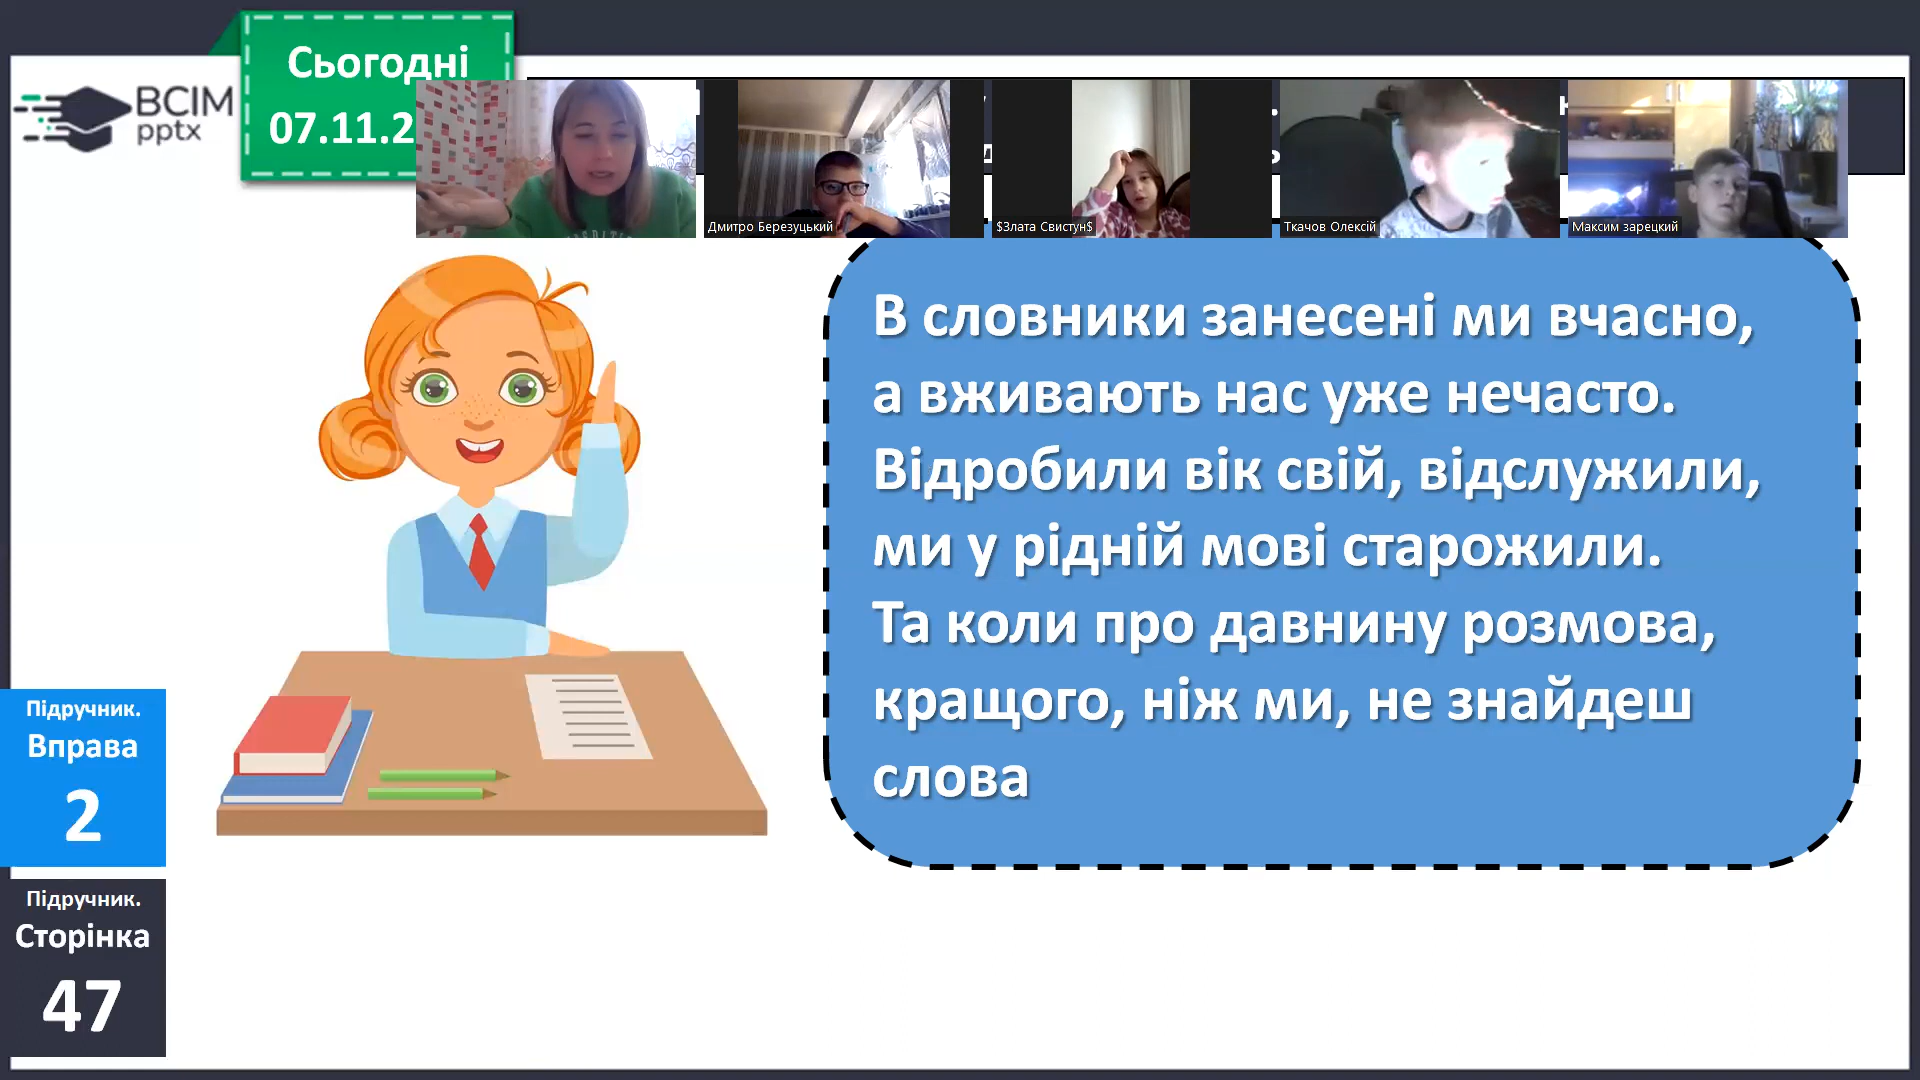 Сьогодні
07.11.2
BCIM
pptx
Дмитро Березуцький
$Злата Свистун$
Ткачов Олексій
Максим зарецкий
В словники занесені ми вчасно,
а вживають нас уже нечасто.
Відробили вік свій, відслужили,
ми у рідній мові старожили.
Та коли про давнину розмова,
кращого, ніж ми, не знайдеш
слова
Підручник.
Вправа
2
Підручник.
Сторінка
47